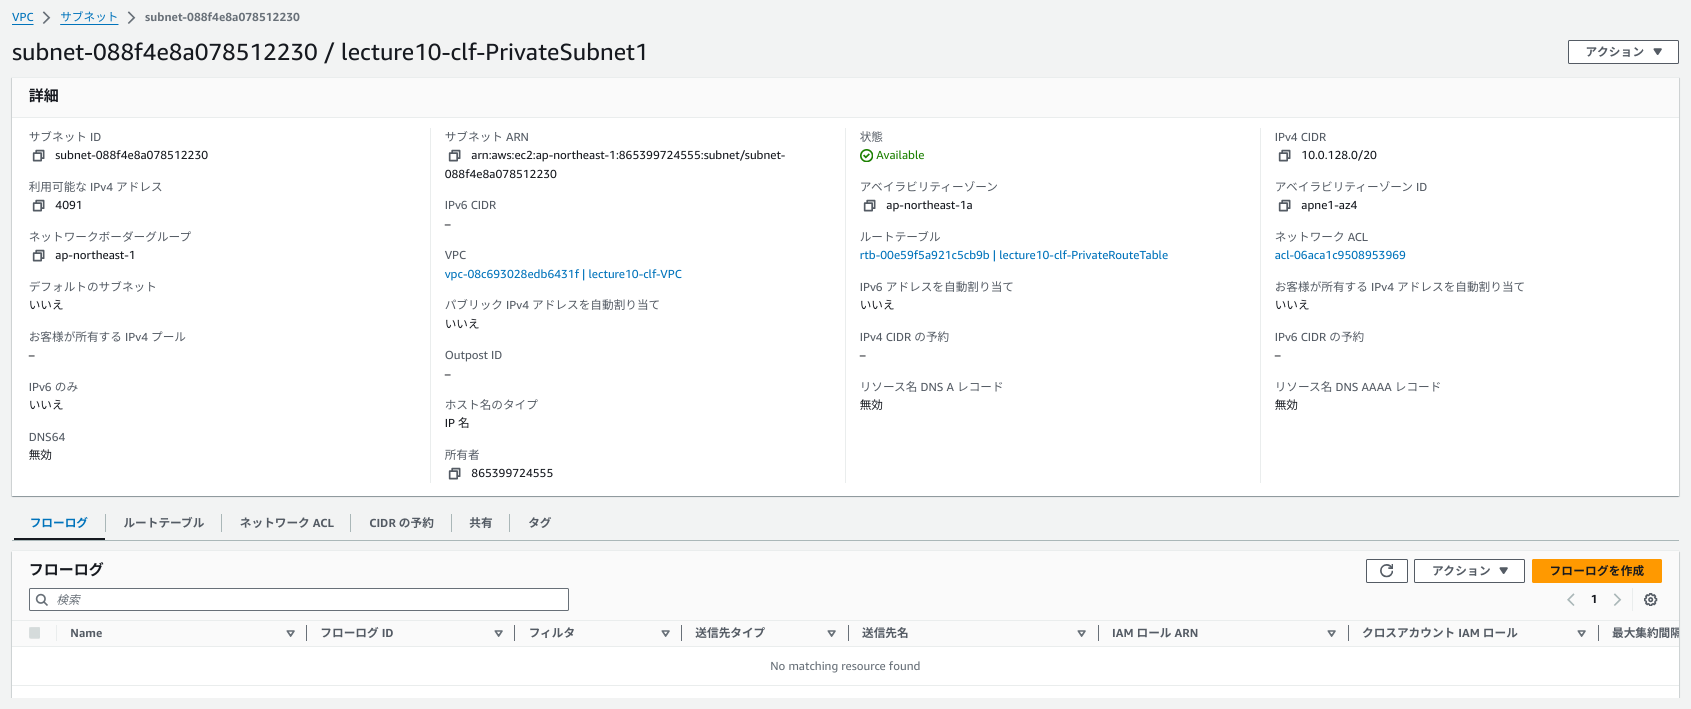 VPC > サブネット > subnet-088f4e8a078512230
subnet-088f4e8a078512230 / lecture10-clf-PrivateSubnet1
アクション ▼
詳細
サブネット ID
subnet-088f4e8a078512230
利用可能な IPv4 アドレス
4091
ネットワークボーダーグループ
ap-northeast-1
デフォルトのサブネット
いいえ
お客様が所有する IPv4 プール
–
IPv6 のみ
いいえ
DNS64
無効
サブネット ARN
arn:aws:ec2:ap-northeast-1:865399724555:subnet/subnet-
088f4e8a078512230
IPv6 CIDR
–
VPC
vpc-08c693028edb6431f | lecture10-clf-VPC
パブリック IPv4 アドレスを自動割り当て
いいえ
Outpost ID
–
ホスト名のタイプ
IP 名
所有者
865399724555
状態
Available
アベイラビリティーゾーン
ap-northeast-1a
ルートテーブル
rtb-00e59f5a921c5cb9b | lecture10-clf-PrivateRouteTable
IPv6 アドレスを自動割り当て
いいえ
IPv4 CIDR の予約
–
リソース名 DNS A レコード
無効
IPv4 CIDR
10.0.128.0/20
アベイラビリティーゾーン ID
apne1-az4
ネットワーク ACL
acl-06aca1c9508953969
お客様が所有する IPv4 アドレスを自動割り当て
いいえ
IPv6 CIDR の予約
–
リソース名 DNS AAAA レコード
無効
フローログ ルートテーブル ネットワーク ACL CIDR の予約 共有 タグ
フローログ
アクション ▼ フローログを作成
検索
1
Name フローログ ID フィルタ 送信先タイプ 送信先名 IAM ロール ARN クロスアカウント IAM ロール 最大集約間隔
No matching resource found